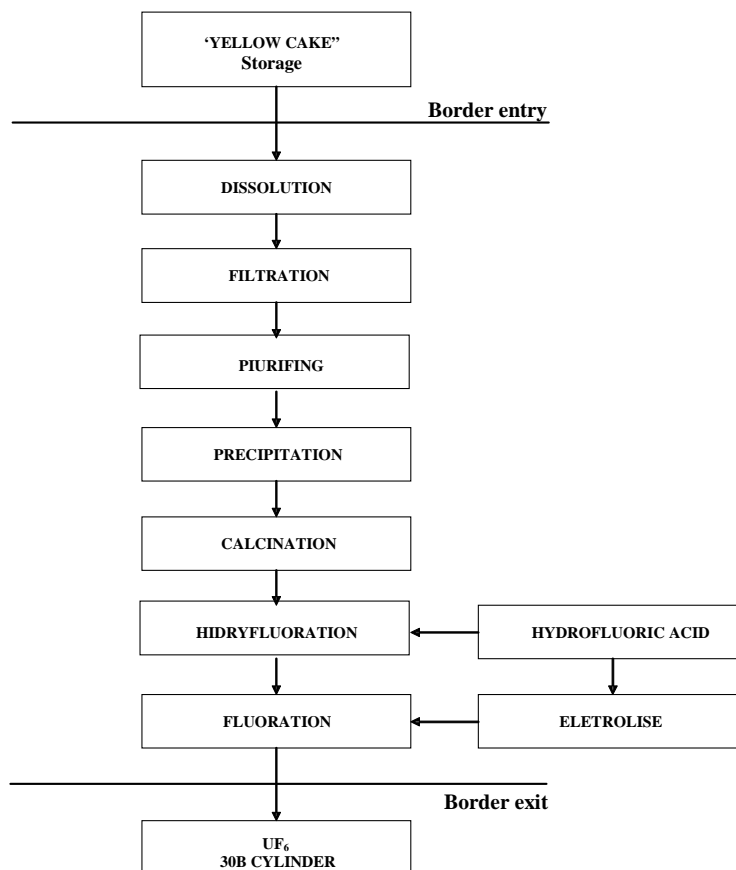 ‘YELLOW CAKE”
Storage
Border entry
DISSOLUTION
FILTRATION
PIURIFING
PRECIPITATION
CALCINATION
HIDRYFLUORATION
HYDROFLUORIC ACID
FLUORATION
ELETROLISE
Border exit
UF₆
30B CYLINDER